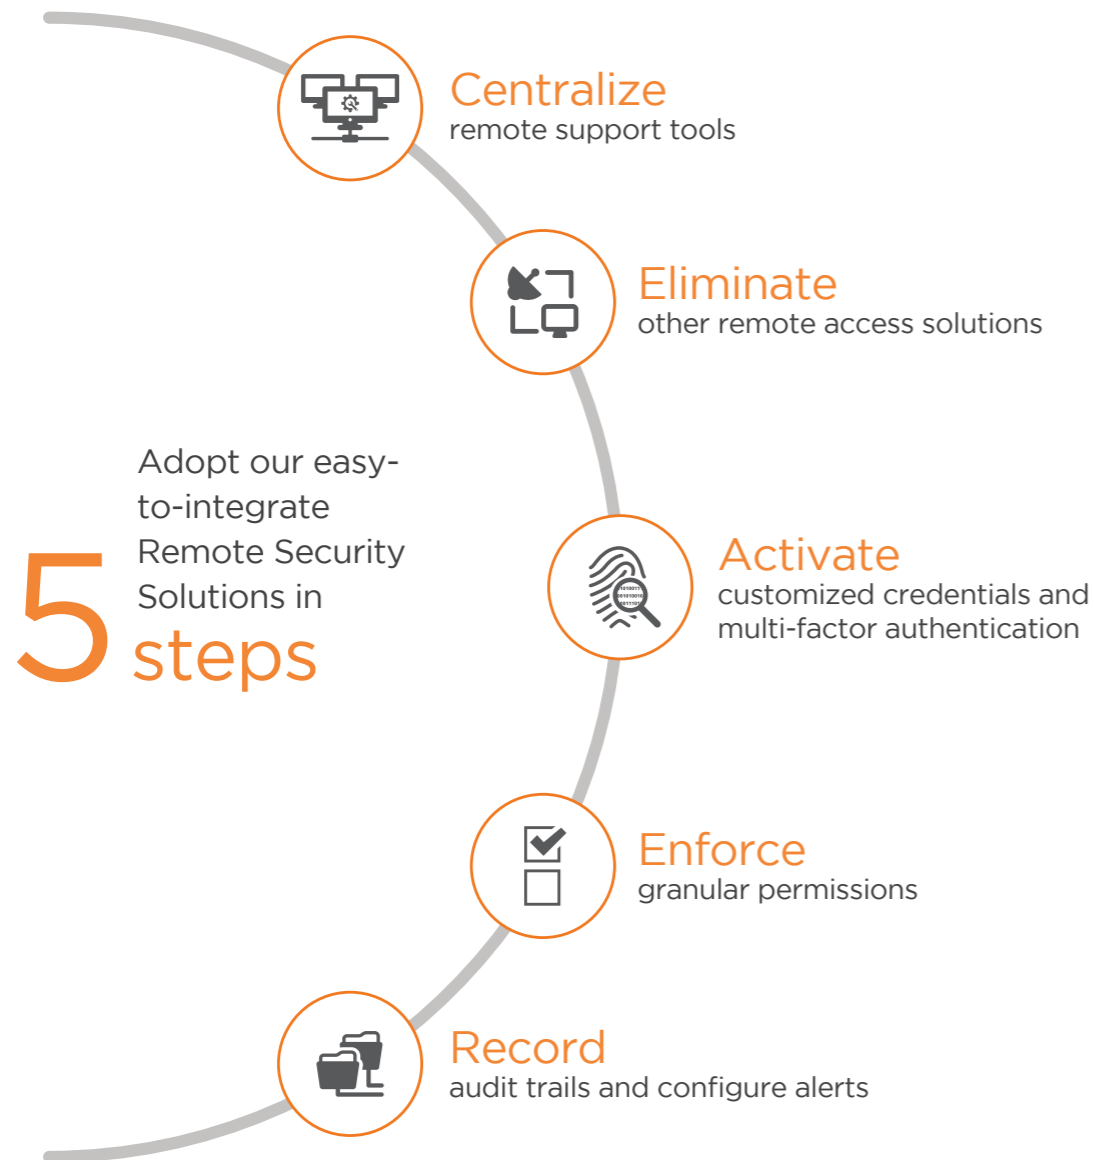 Centralize
remote support tools
Eliminate
other remote access solutions
Adopt our easy-
to-integrate
Remote Security
Solutions in
5 steps
Activate
customized credentials and
multi-factor authentication
Enforce
granular permissions
Record
audit trails and configure alerts